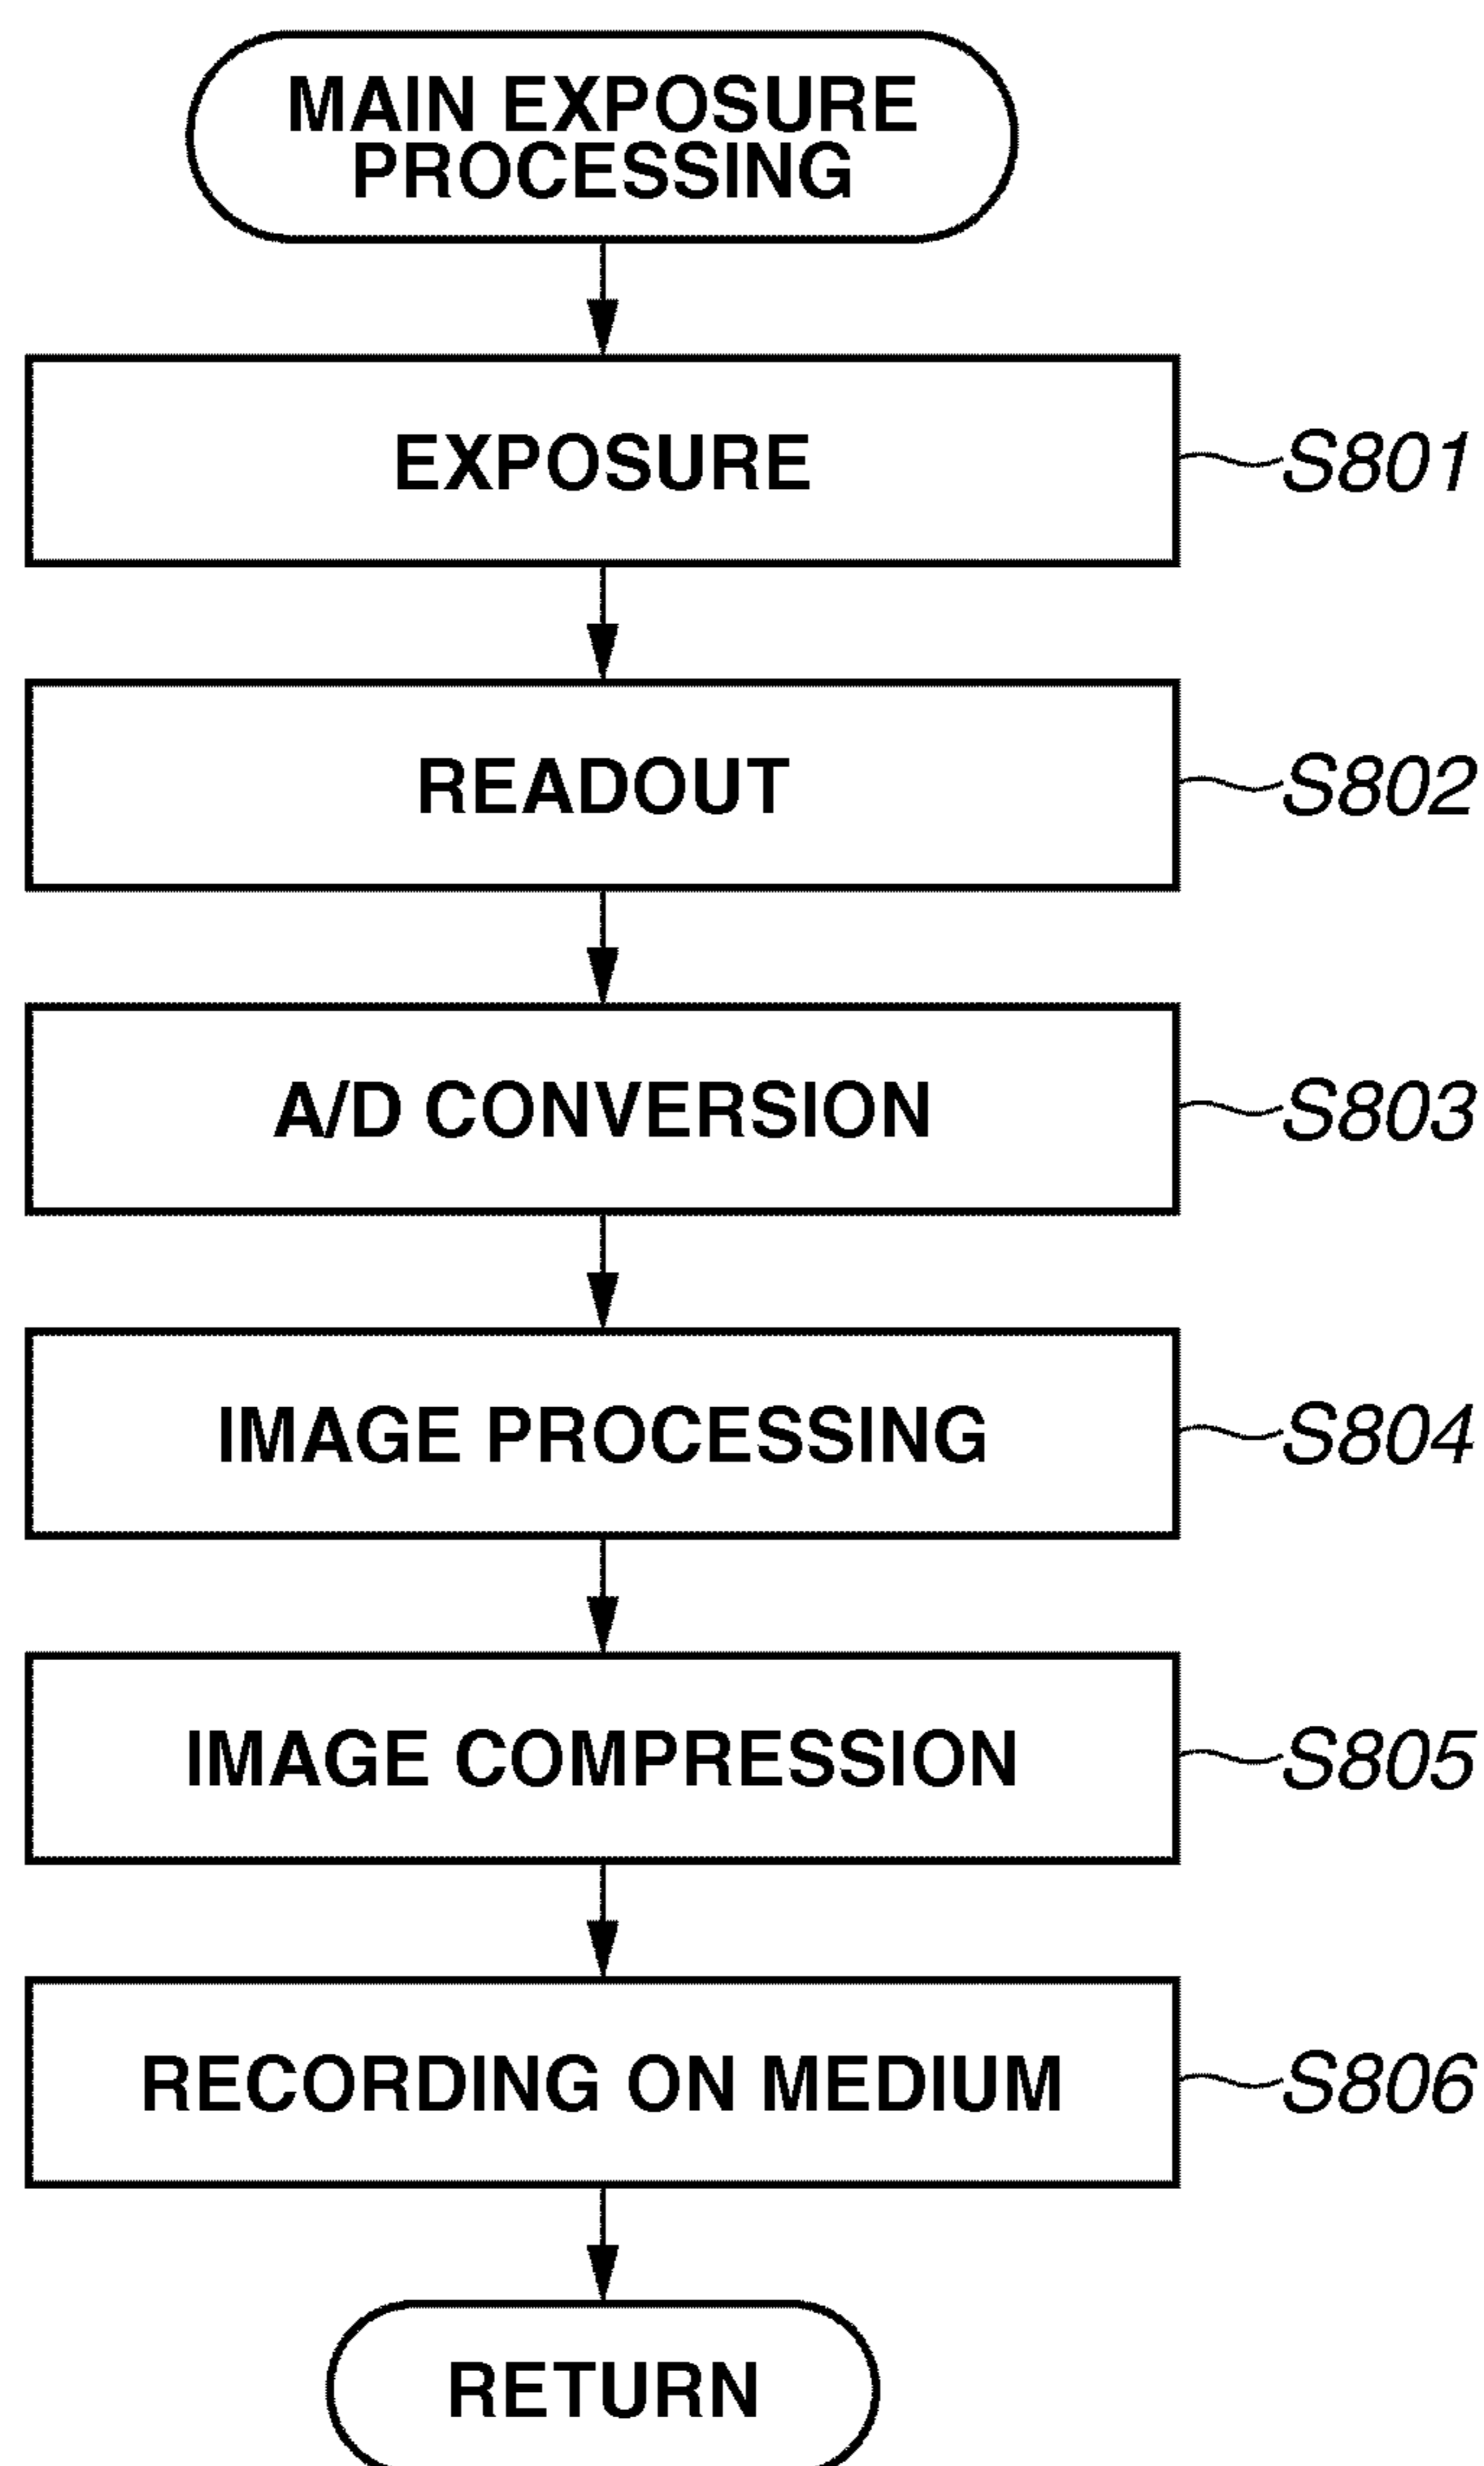 MAIN EXPOSURE
PROCESSING
EXPOSURE
S801
READOUT
S802
A/D CONVERSION
S803
IMAGE PROCESSING
S804
IMAGE COMPRESSION
S805
RECORDING ON MEDIUM
S806
RETURN